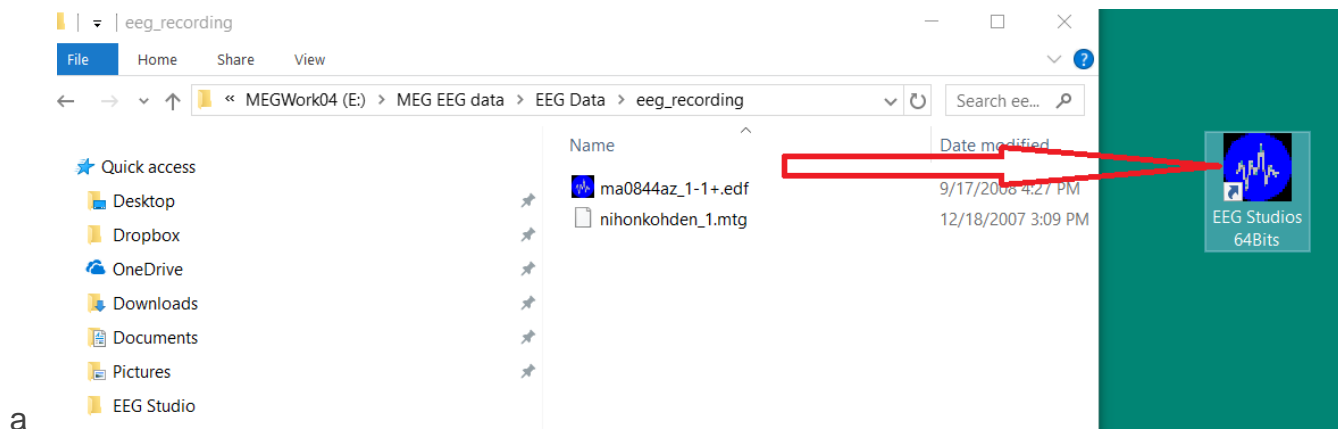 eeg_recording
File Home Share View
« MEGWork04 (E:) > MEG EEG data > EEG Data > eeg_recording Search ee...
Name Date modified
Quick access
ma0844az_1-1+.edf 9/17/2008 4:27 PM
Desktop
nihonkohden_1.mtg 12/18/2007 3:09 PM
Dropbox
OneDrive
Downloads
Documents
Pictures
EEG Studio
EEG Studios
64Bits
a